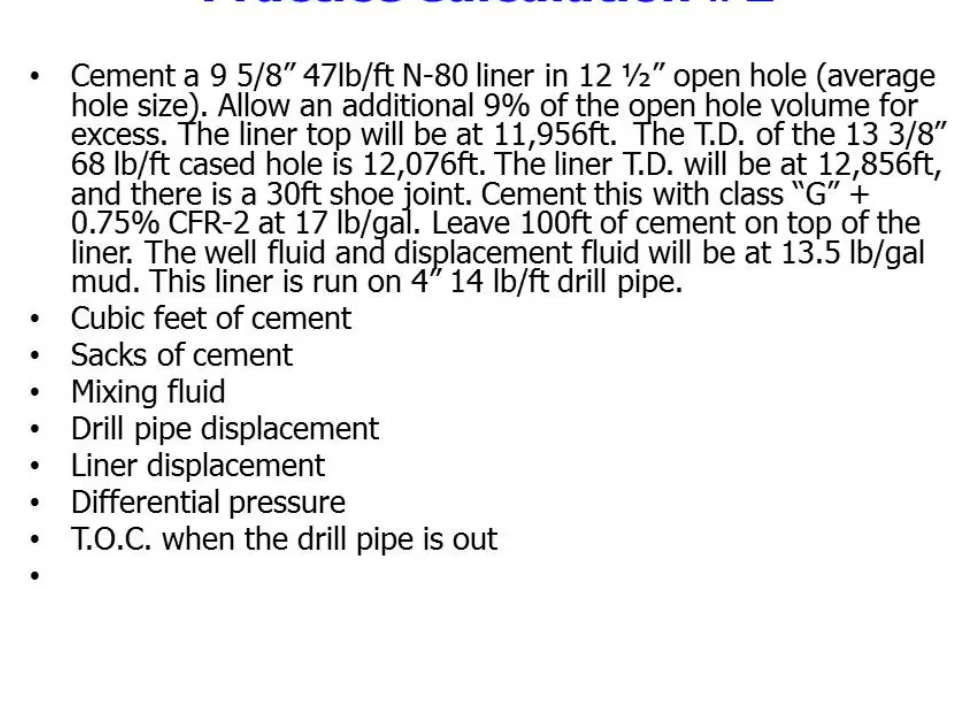 • Cement a 9 5/8” 47lb/ft N-80 liner in 12 ½” open hole (average
hole size). Allow an additional 9% of the open hole volume for
excess. The liner top will be at 11,956ft. The T.D. of the 13 3/8”
68 lb/ft cased hole is 12,076ft. The liner T.D. will be at 12,856ft,
and there is a 30ft shoe joint. Cement this with class “G” +
0.75% CFR-2 at 17 lb/gal. Leave 100ft of cement on top of the
liner. The well fluid and displacement fluid will be at 13.5 lb/gal
mud. This liner is run on 4” 14 lb/ft drill pipe.
• Cubic feet of cement
• Sacks of cement
• Mixing fluid
• Drill pipe displacement
• Liner displacement
• Differential pressure
• T.O.C. when the drill pipe is out
•